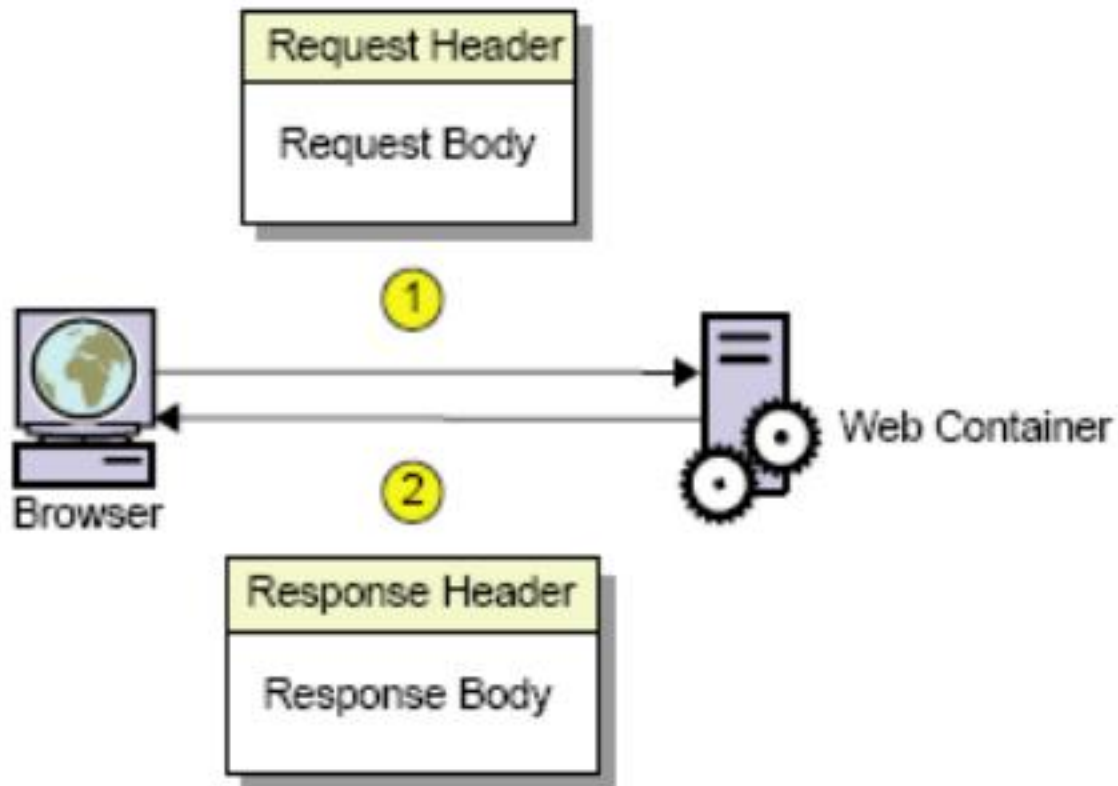 Request Header
Request Body
1
Browser
Web Container
2
Response Header
Response Body